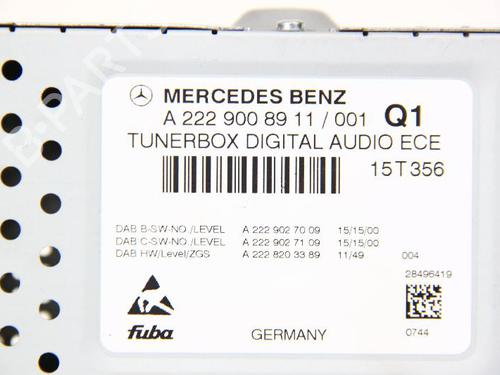 B-PARTS
MERCEDES BENZ
A 222 900 89 11 / 001 Q1
TUNERBOX DIGITAL AUDIO ECE
15T356
DAB B-SW-NO./LEVEL A 222 902 70 09 15/15/00
DAB C-SW-NO./LEVEL A 222 902 71 09 15/15/00
DAB HW/Level/ZGS A 222 820 33 89 11/49 004
28496419
fuba GERMANY 0744